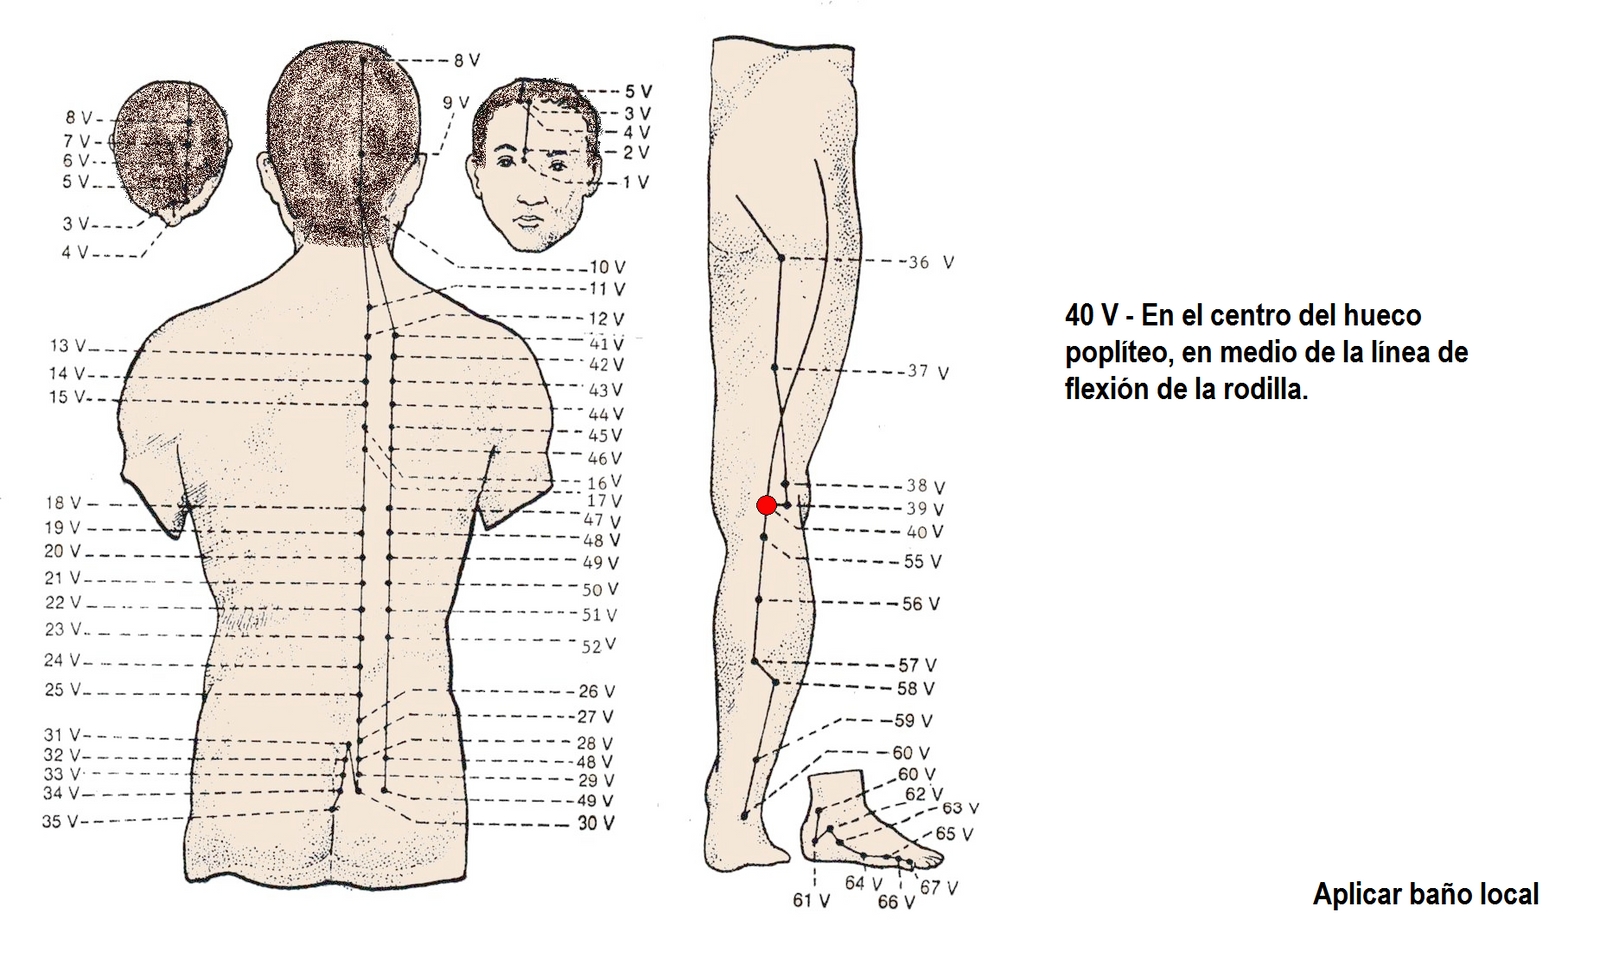 8 V
7 V
6 V
5 V
3 V
4 V
8 V
9 V
5 V
3 V
4 V
2 V
1 V
10 V
11 V
12 V
41 V
42 V
43 V
44 V
45 V
46 V
16 V
17 V
47 V
48 V
49 V
50 V
51 V
52 V
26 V
27 V
28 V
48 V
29 V
49 V
30 V
13 V
14 V
15 V
18 V
19 V
20 V
21 V
22 V
23 V
24 V
25 V
31 V
32 V
33 V
34 V
35 V
36 V
37 V
38 V
39 V
40 V
55 V
56 V
57 V
58 V
59 V
60 V
60 V
62 V
63 V
65 V
64 V
67 V
61 V
66 V
40 V - En el centro del hueco
poplíteo, en medio de la línea de
flexión de la rodilla.
Aplicar baño local